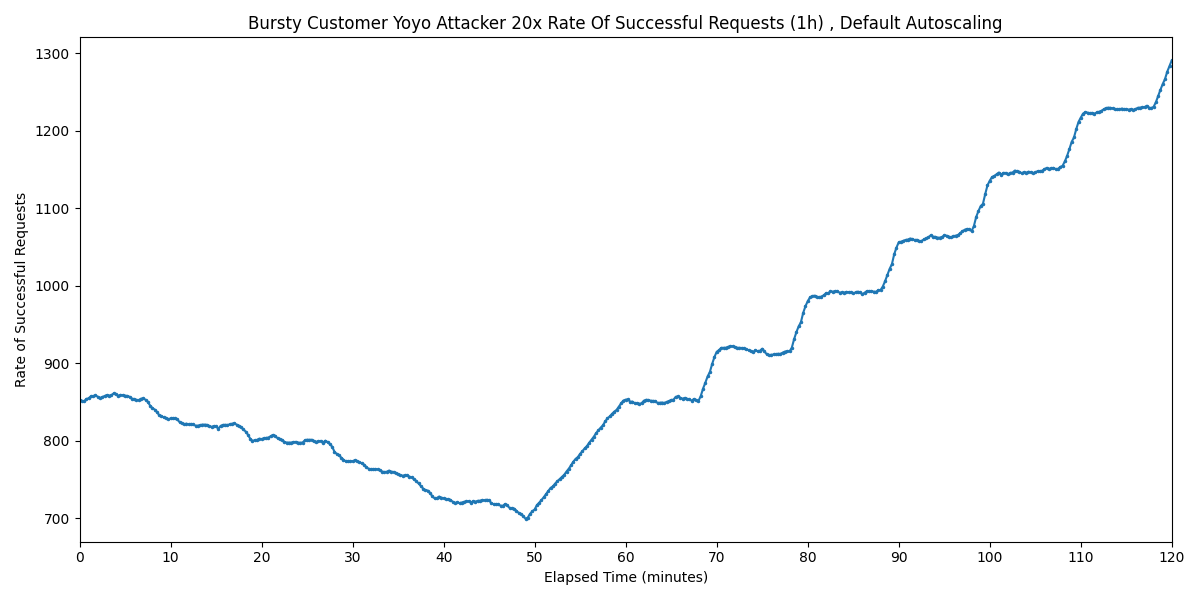 Bursty Customer Yoyo Attacker 20x Rate Of Successful Requests (1h) , Default Autoscaling
1300
1200
1100
1000
900
800
700
Rate of Successful Requests
0 10 20 30 40 50 60 70 80 90 100 110 120
Elapsed Time (minutes)